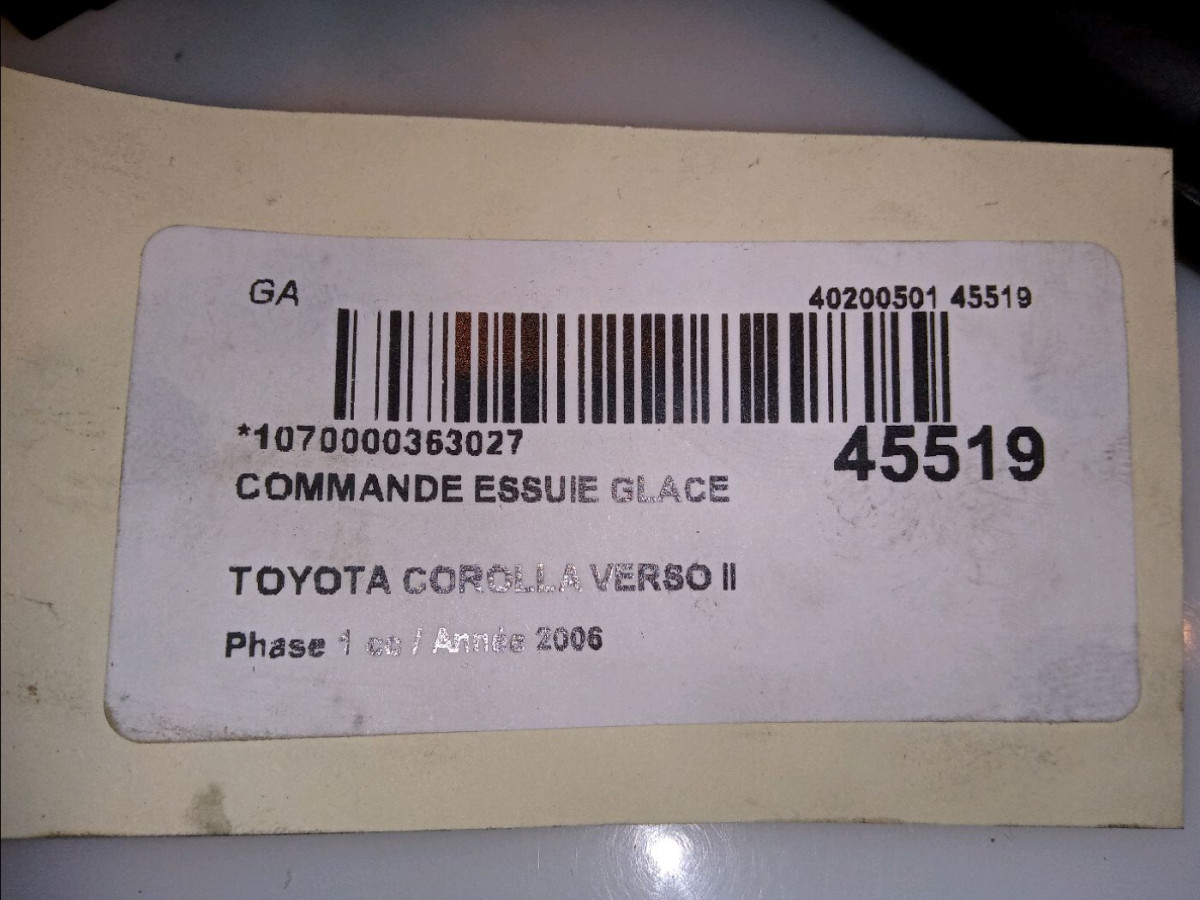 GA
40200501 45519
*1070000363027
45519
COMMANDE ESSUIE GLACE
TOYOTA COROLLA VERSO II
Phase 1 cc / Année 2006